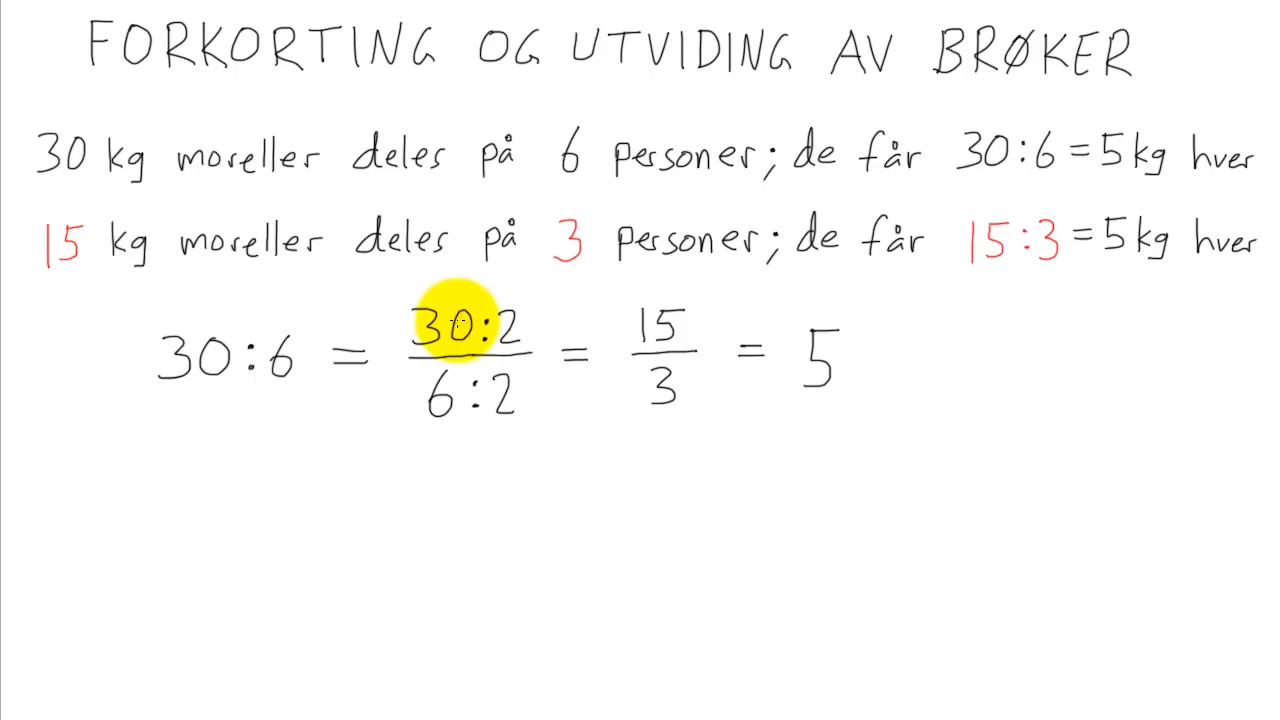 FORKORTING OG UTVIDING AV BRØKER
30 kg moreller deles på 6 personer; de får 30:6 = 5 kg hver
15 kg moreller deles på 3 personer; de får 15:3 = 5 kg hver
30:6 = \frac{30:2}{6:2} = \frac{15}{3} = 5